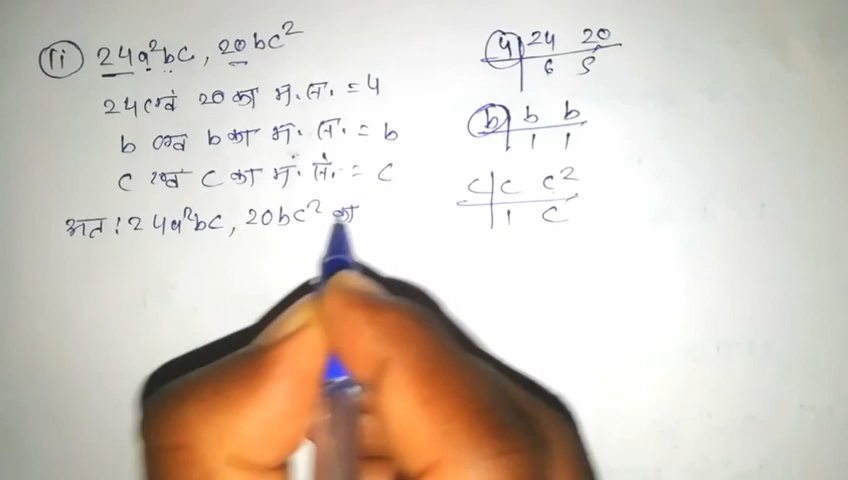 (ii) 24a²bc, 20bc²
24 एवं 20 का म. स. = 4
b एवं b का म. स. = b
c एवं c का म. स. = c
अतः 24a²bc, 20bc² का
4 | 24 20
6 5
b | b b
1 1
c | c c²
1 c